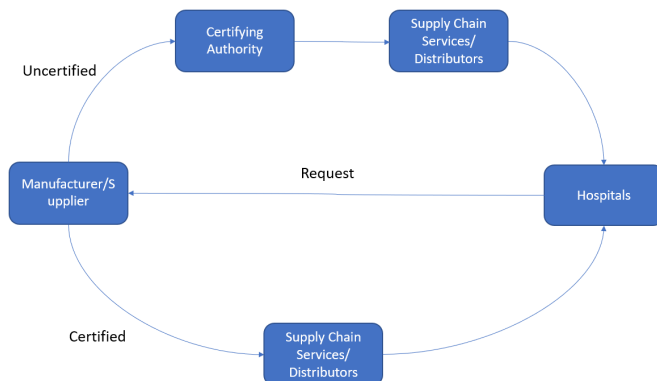 Certifying
Authority
Supply Chain
Services/
Distributors
Uncertified
Request
Manufacturer/S
upplier
Hospitals
Certified
Supply Chain
Services/
Distributors